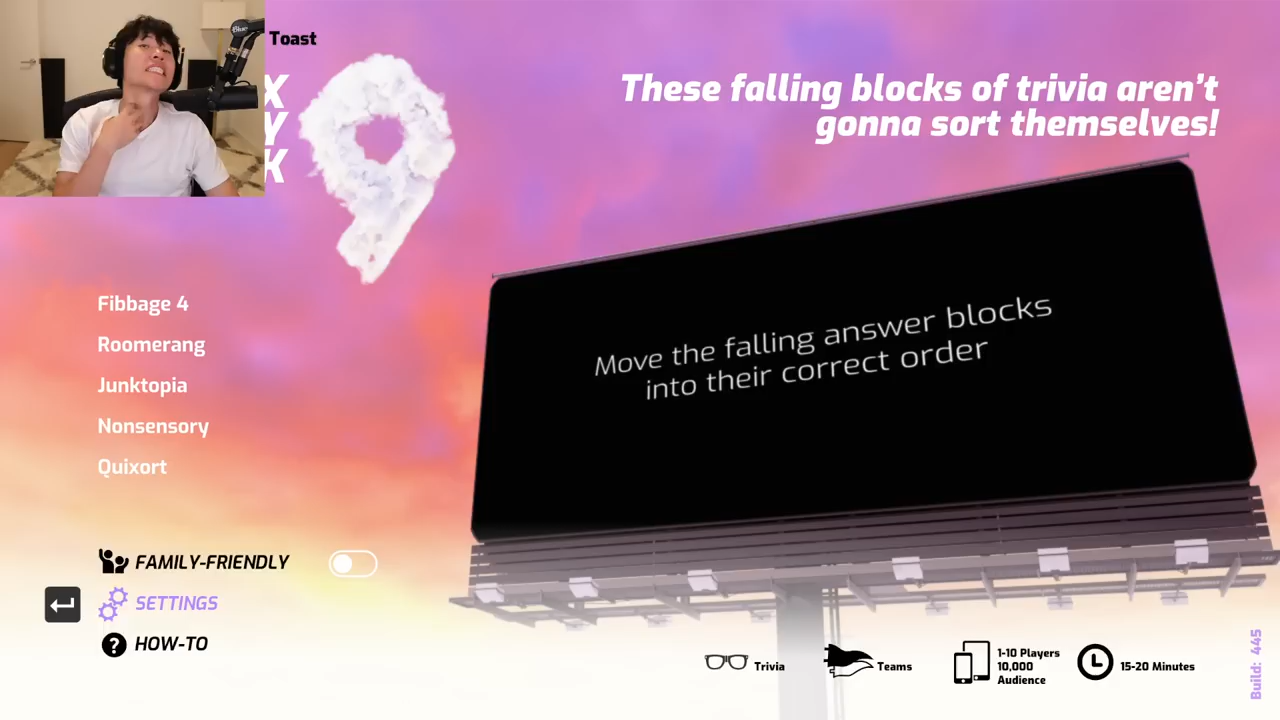 Toast
X
Y
K
9
These falling blocks of trivia aren't
gonna sort themselves!
Move the falling answer blocks
into their correct order
Fibbage 4
Roomerang
Junktopia
Nonsensory
Quixort
FAMILY-FRIENDLY
SETTINGS
? HOW-TO
Trivia
Teams
1-10 Players
10,000
Audience
15-20 Minutes
Build: 445